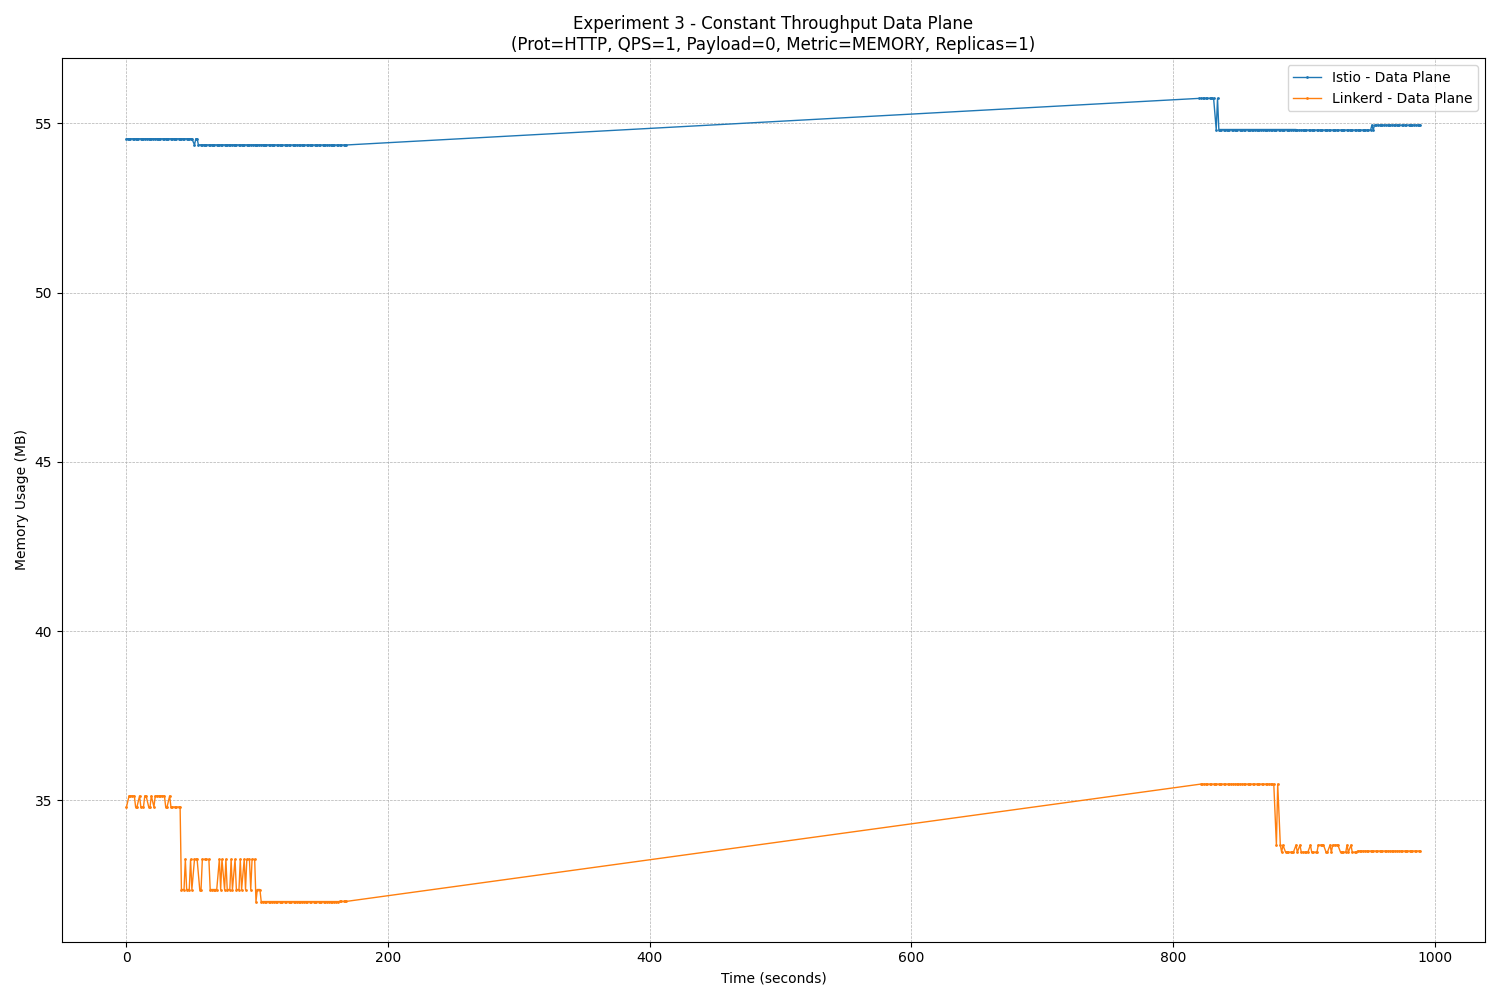 Experiment 3 - Constant Throughput Data Plane
(Prot=HTTP, QPS=1, Payload=0, Metric=MEMORY, Replicas=1)
Istio - Data Plane
Linkerd - Data Plane
55
50
45
40
35
Memory Usage (MB)
0
200
400
600
800
1000
Time (seconds)